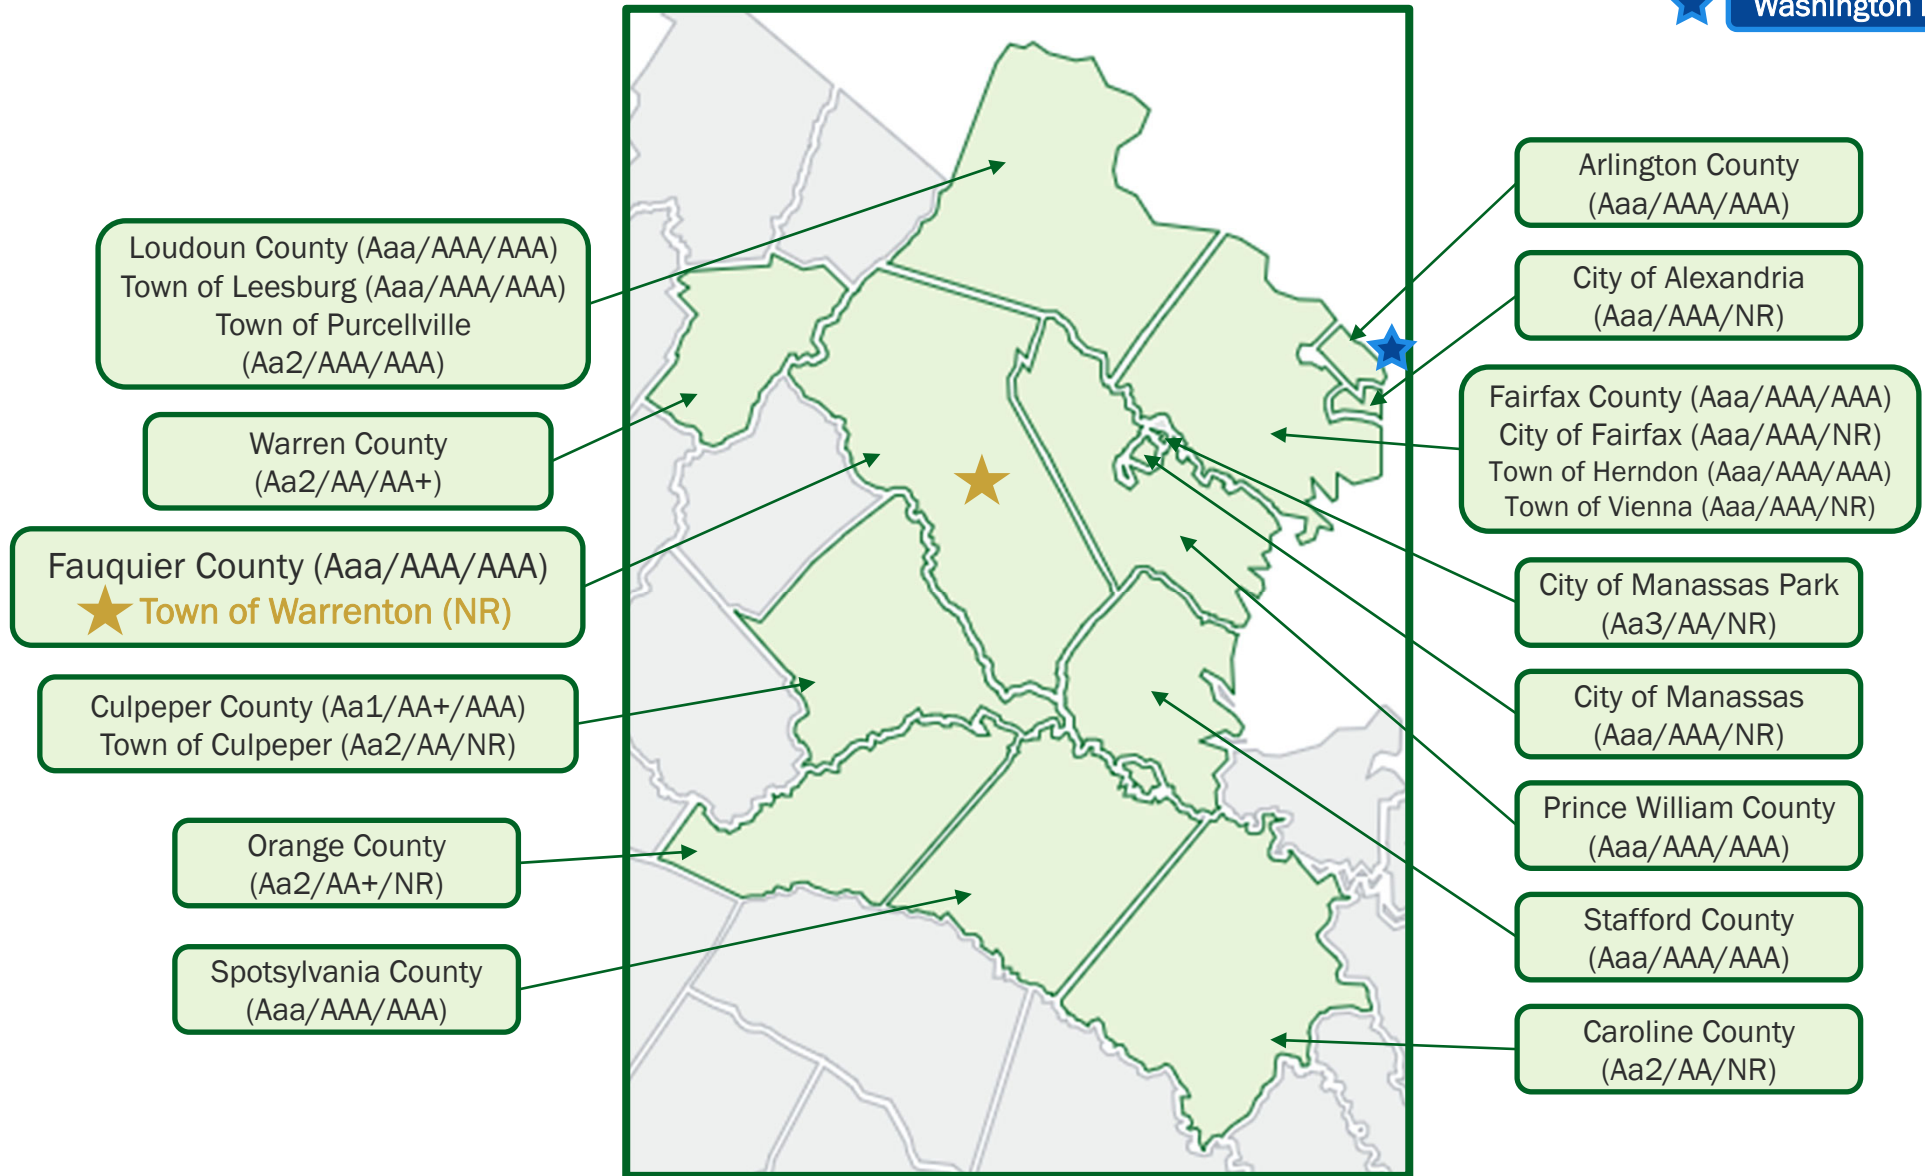 Washington
Loudoun County (Aaa/AAA/AAA)
Town of Leesburg (Aaa/AAA/AAA)
Town of Purcellville
(Aa2/AAA/AAA)
Warren County
(Aa2/AA/AA+)
Fauquier County (Aaa/AAA/AAA)
Town of Warrenton (NR)
Culpeper County (Aa1/AA+/AAA)
Town of Culpeper (Aa2/AA/NR)
Orange County
(Aa2/AA+/NR)
Spotsylvania County
(Aaa/AAA/AAA)
Arlington County
(Aaa/AAA/AAA)
City of Alexandria
(Aaa/AAA/NR)
Fairfax County (Aaa/AAA/AAA)
City of Fairfax (Aaa/AAA/NR)
Town of Herndon (Aaa/AAA/AAA)
Town of Vienna (Aaa/AAA/NR)
City of Manassas Park
(Aa3/AA/NR)
City of Manassas
(Aaa/AAA/NR)
Prince William County
(Aaa/AAA/AAA)
Stafford County
(Aaa/AAA/AAA)
Caroline County
(Aa2/AA/NR)